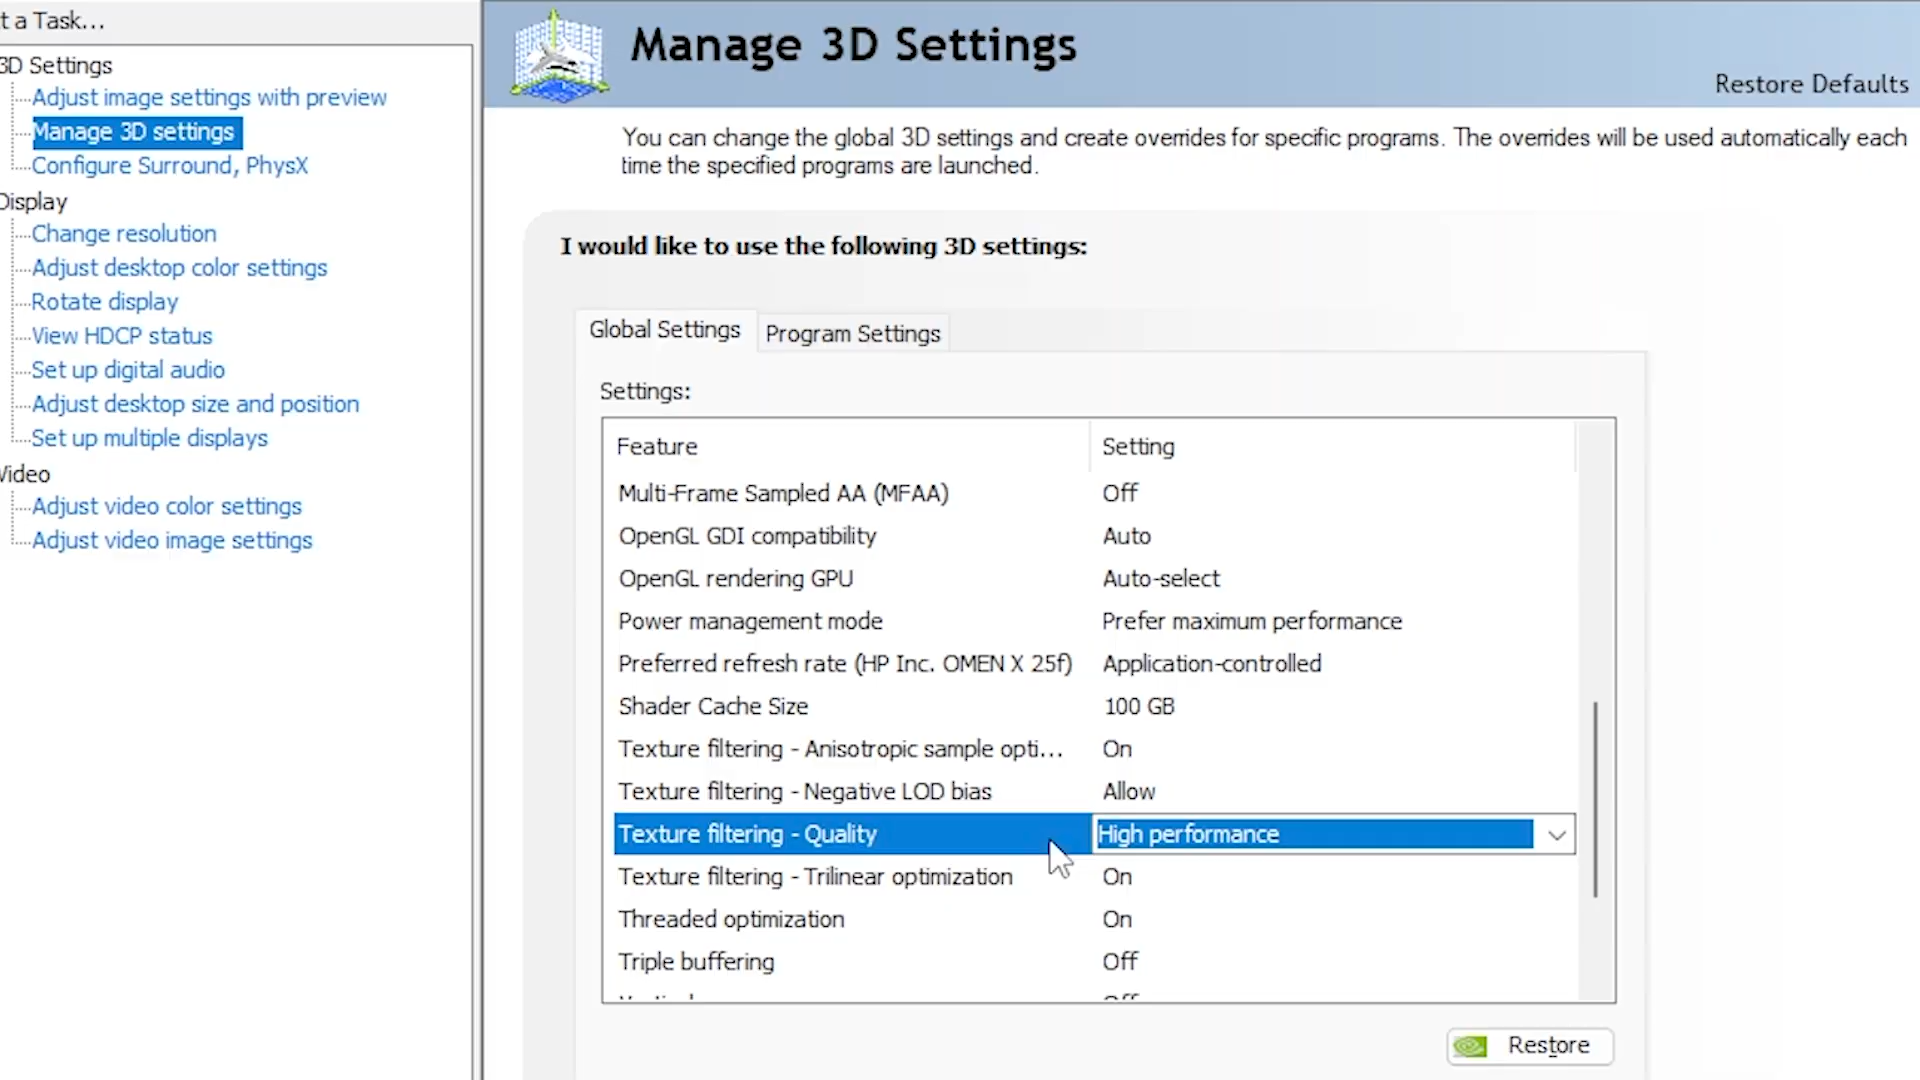 t a Task...
3D Settings
Adjust image settings with preview
Manage 3D settings
Configure Surround, PhysX
Display
Change resolution
Adjust desktop color settings
Rotate display
View HDCP status
Set up digital audio
Adjust desktop size and position
Set up multiple displays
Video
Adjust video color settings
Adjust video image settings
Manage 3D Settings
Restore Defaults
You can change the global 3D settings and create overrides for specific programs. The overrides will be used automatically each
time the specified programs are launched.
I would like to use the following 3D settings:
Global Settings
Program Settings
Settings:
Feature Setting
Multi-Frame Sampled AA (MFAA) Off
OpenGL GDI compatibility Auto
OpenGL rendering GPU Auto-select
Power management mode Prefer maximum performance
Preferred refresh rate (HP Inc. OMEN X 25f) Application-controlled
Shader Cache Size 100 GB
Texture filtering - Anisotropic sample opti... On
Texture filtering - Negative LOD bias Allow
Texture filtering - Quality High performance
Texture filtering - Trilinear optimization On
Threaded optimization On
Triple buffering Off
Restore